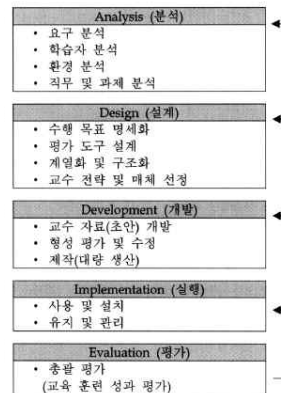 Analysis (분석)
• 요구 분석
• 학습자 분석
• 환경 분석
• 직무 및 과제 분석
Design (설계)
• 수행 목표 명세화
• 평가 도구 설계
• 계열화 및 구조화
• 교수 전략 및 매체 선정
Development (개발)
• 교수 자료(초안) 개발
• 형성 평가 및 수정
• 제작(대량 생산)
Implementation (실행)
• 사용 및 설치
• 유지 및 관리
Evaluation (평가)
• 총괄 평가
(교육 훈련 성과 평가)